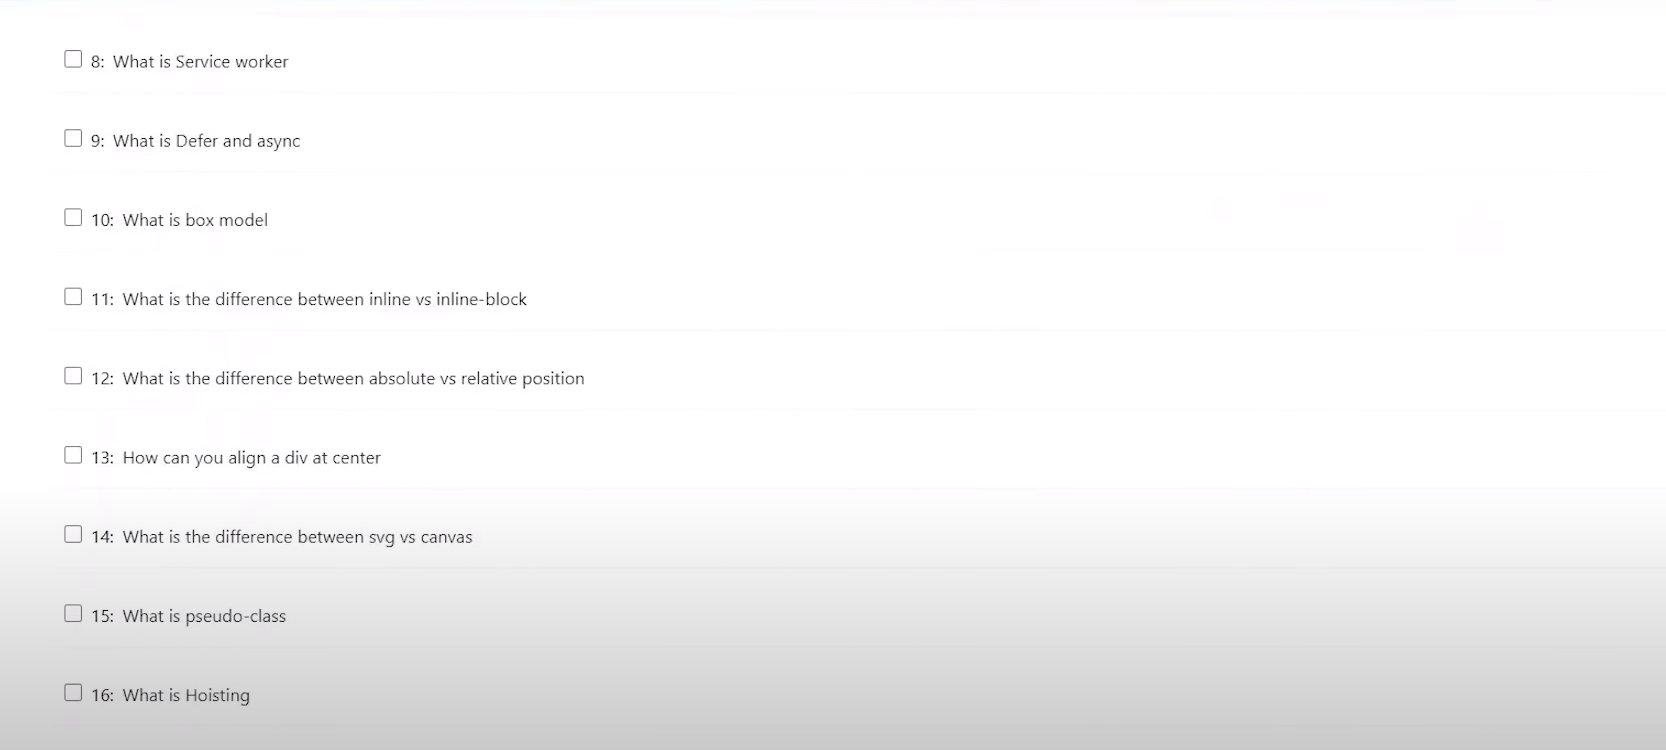 8: What is Service worker
9: What is Defer and async
10: What is box model
11: What is the difference between inline vs inline-block
12: What is the difference between absolute vs relative position
13: How can you align a div at center
14: What is the difference between svg vs canvas
15: What is pseudo-class
16: What is Hoisting